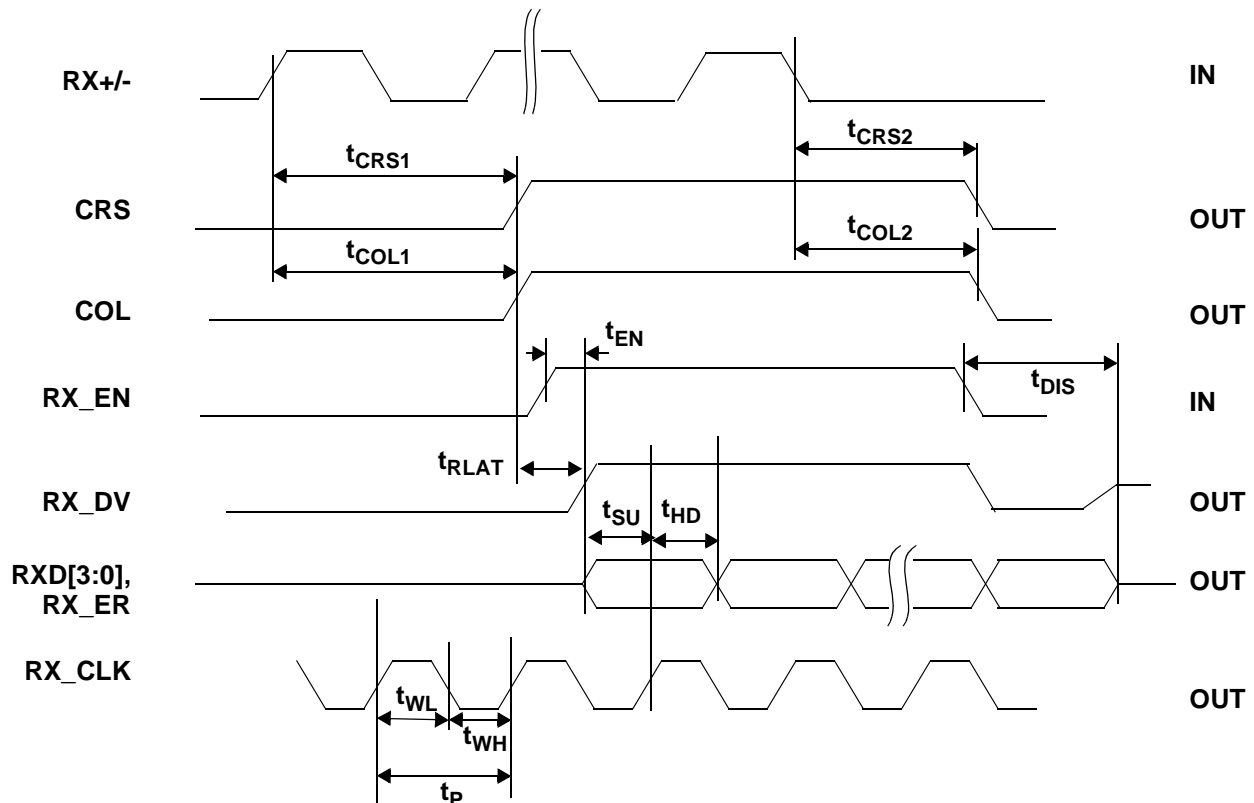 RX+/-
IN
tCRS2
tCRS1
CRS
OUT
tCOL2
tCOL1
COL
OUT
tEN
tDIS
RX_EN
IN
tRLAT
RX_DV
OUT
tSU
tHD
RXD[3:0],
RX_ER
OUT
RX_CLK
OUT
tWL
tWH
tP